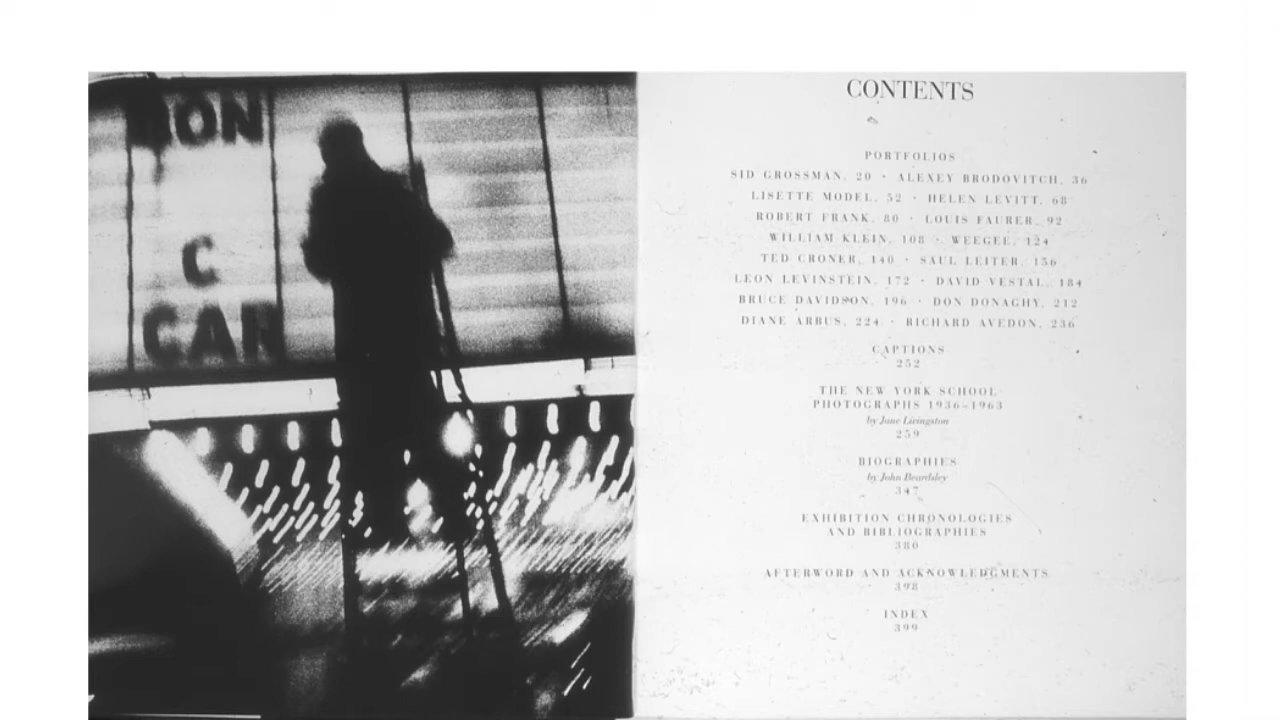 ON
C
CAR
CONTENTS
PORTFOLIOS
SID GROSSMAN, 20 · ALEXEY BRODOVITCH, 36
LISETTE MODEL, 52 · HELEN LEVITT, 68
ROBERT FRANK, 80 · LOUIS FAURER, 92
WILLIAM KLEIN, 108 · WEEGEE, 124
TED CRONER, 140 · SAUL LEITER, 156
LEON LEVINSTEIN, 172 · DAVID VESTAL, 184
BRUCE DAVIDSON, 196 · DON DONAGHY, 212
DIANE ARBUS, 224 · RICHARD AVEDON, 236
CAPTIONS
252
THE NEW YORK SCHOOL
PHOTOGRAPHS 1936–1963
by Jane Livingston
259
BIOGRAPHIES
by John Beardsley
347
EXHIBITION CHRONOLOGIES
AND BIBLIOGRAPHIES
380
AFTERWORD AND ACKNOWLEDGMENTS
398
INDEX
399